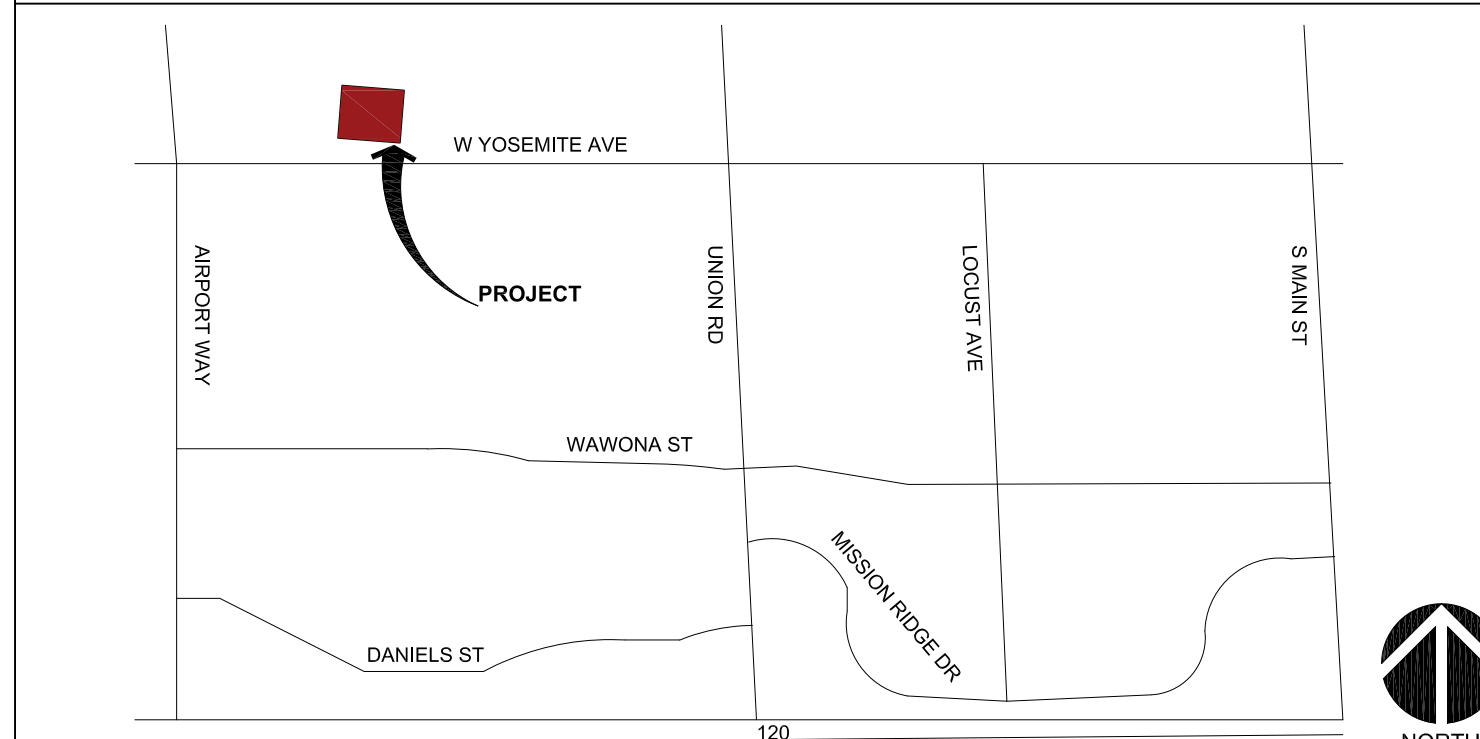 W YOSEMITE AVE
AIRPORT WAY
UNION RD
LOCUST AVE
S MAIN ST
PROJECT
WAWONA ST
MISSION RIDGE DR
DANIELS ST
120
NORTH